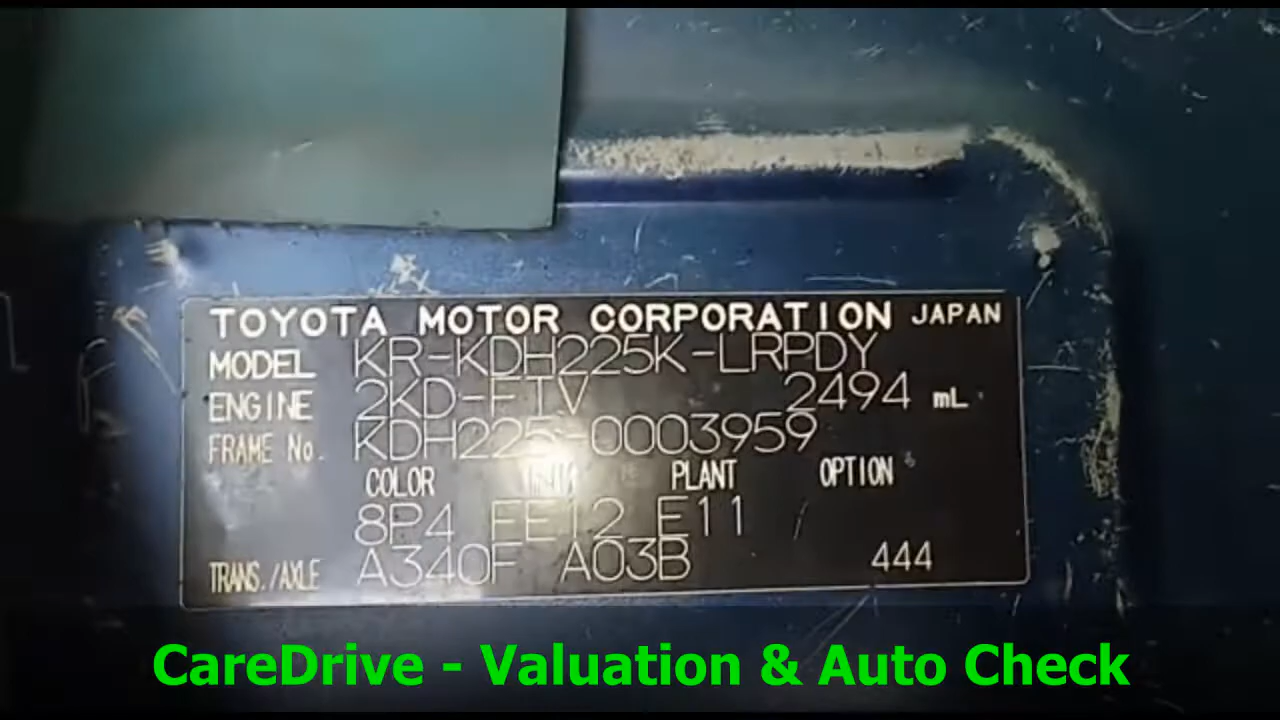 TOYOTA MOTOR CORPORATION JAPAN
MODEL KR-KDH225K-LRPDY
ENGINE 2KD-FTV 2494 mL
FRAME No. KDH225-0003959
COLOR PLANT OPTION
8P4 FE12 E11
TRANS./AXLE A340F A03B 444
CareDrive - Valuation & Auto Check